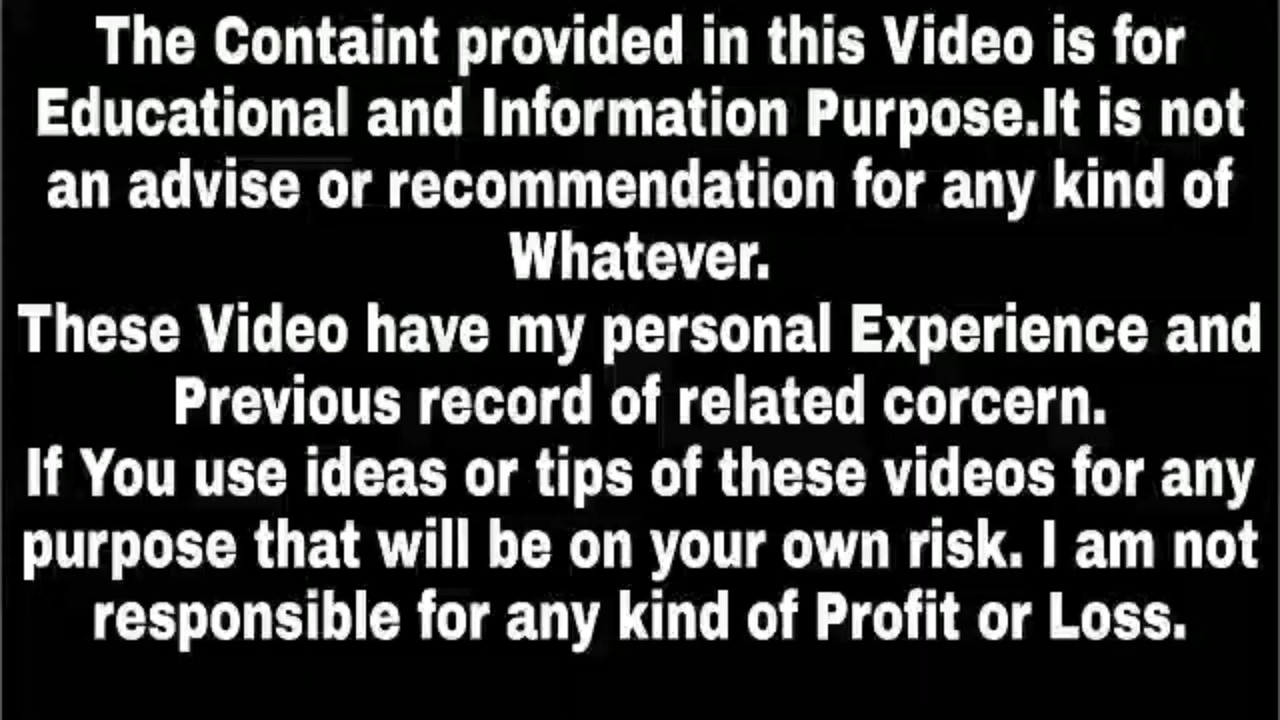 The Containt provided in this Video is for
Educational and Information Purpose.It is not
an advise or recommendation for any kind of
Whatever.
These Video have my personal Experience and
Previous record of related corcern.
If You use ideas or tips of these videos for any
purpose that will be on your own risk. I am not
responsible for any kind of Profit or Loss.